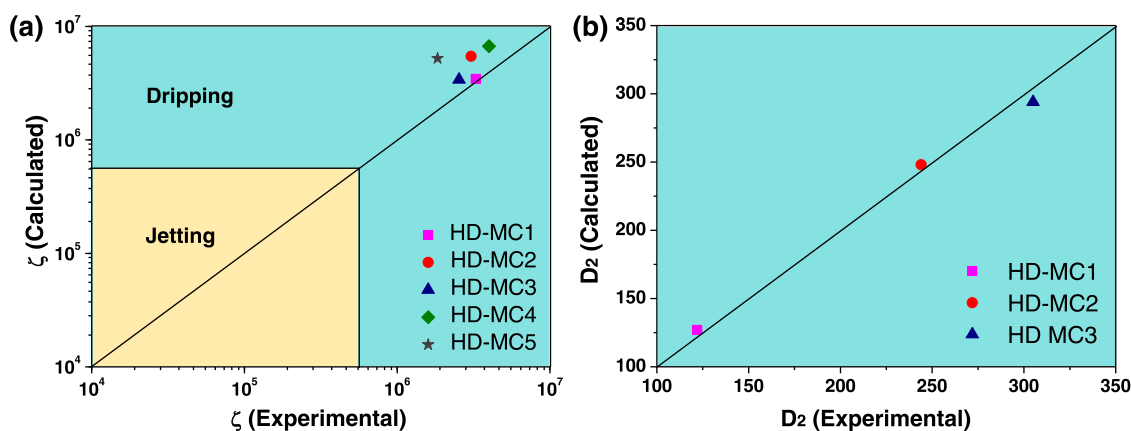 (a)
10⁷
10⁶
10⁵
10⁴
ζ (Calculated)
Dripping
Jetting
HD-MC1
HD-MC2
HD-MC3
HD-MC4
HD-MC5
10⁴ 10⁵ 10⁶ 10⁷
ζ (Experimental)
(b)
350
300
250
200
150
100
D₂ (Calculated)
HD-MC1
HD-MC2
HD MC3
100 150 200 250 300 350
D₂ (Experimental)